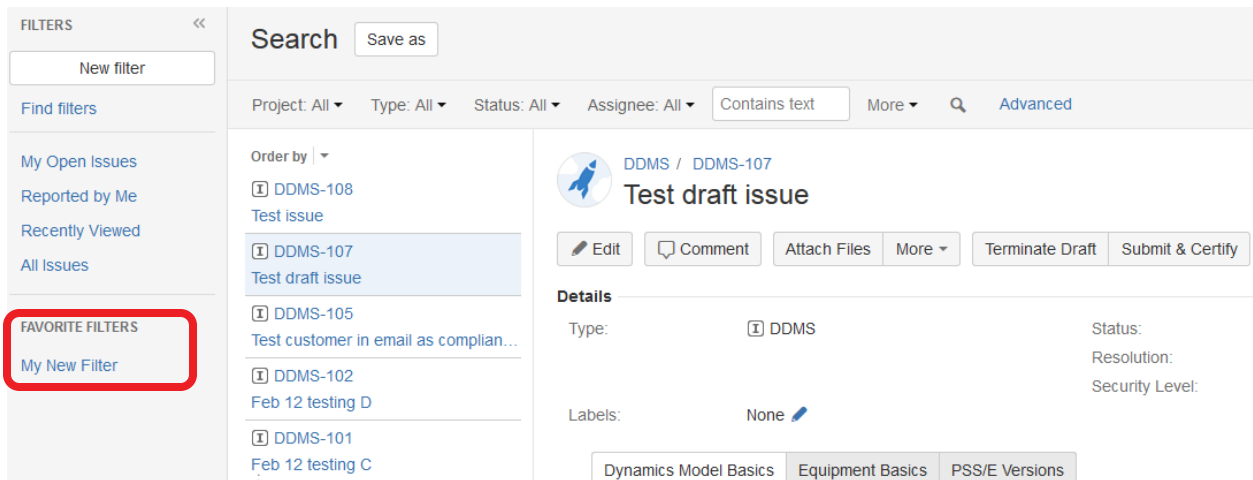 FILTERS
New filter
Find filters
My Open Issues
Reported by Me
Recently Viewed
All Issues
FAVORITE FILTERS
My New Filter
Search Save as
Project: All Type: All Status: All Assignee: All Contains text More Advanced
Order by
DDMS-108
Test issue
DDMS-107
Test draft issue
DDMS-105
Test customer in email as complian...
DDMS-102
Feb 12 testing D
DDMS-101
Feb 12 testing C
DDMS / DDMS-107
Test draft issue
Edit Comment Attach Files More Terminate Draft Submit & Certify
Details
Type: I DDMS Status:
Resolution:
Security Level:
Labels: None
Dynamics Model Basics Equipment Basics PSS/E Versions